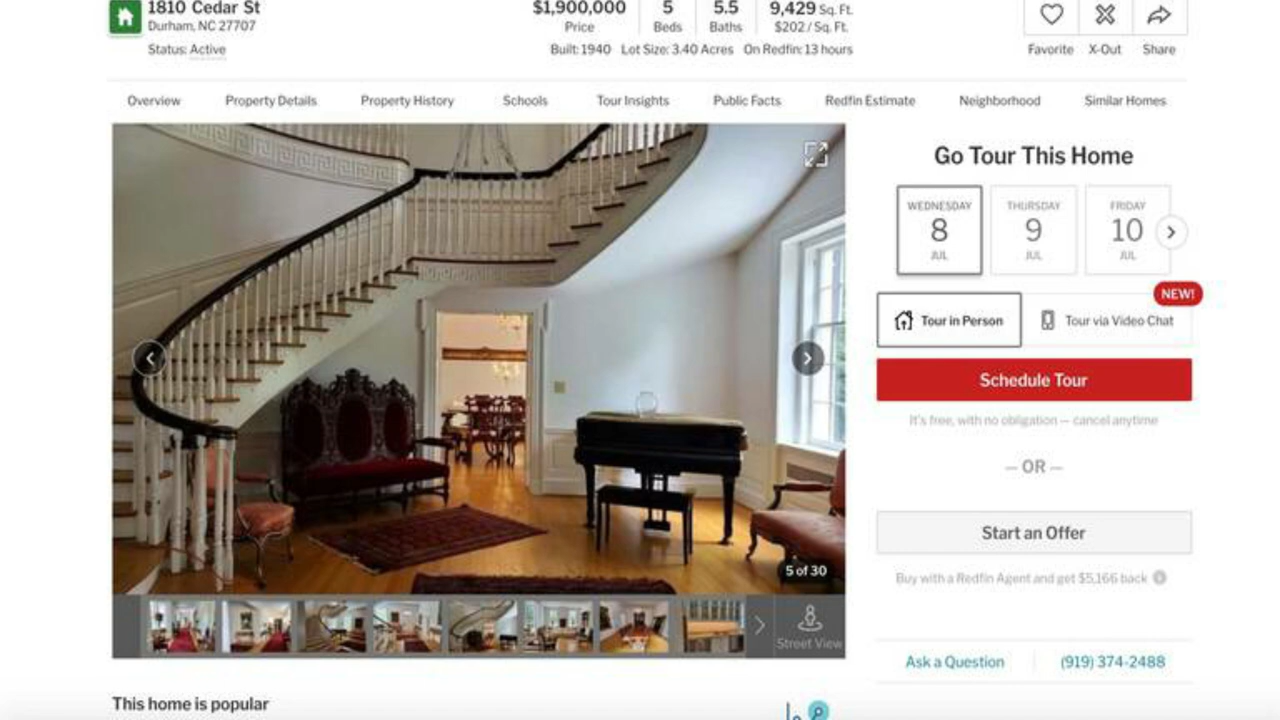 1810 Cedar St
Durham, NC 27707
Status: Active
$1,900,000
Price
5
Beds
5.5
Baths
9,429 Sq. Ft.
$202 / Sq. Ft.
Built: 1940 Lot Size: 3.40 Acres On Redfin: 13 hours
Favorite X-Out Share
Overview Property Details Property History Schools Tour Insights Public Facts Redfin Estimate Neighborhood Similar Homes
5 of 30
Street View
Go Tour This Home
WEDNESDAY
8
JUL
THURSDAY
9
JUL
FRIDAY
10
JUL
NEW!
Tour in Person Tour via Video Chat
Schedule Tour
It's free, with no obligation — cancel anytime
— OR —
Start an Offer
Buy with a Redfin Agent and get $5,166 back
Ask a Question (919) 374-2488
This home is popular